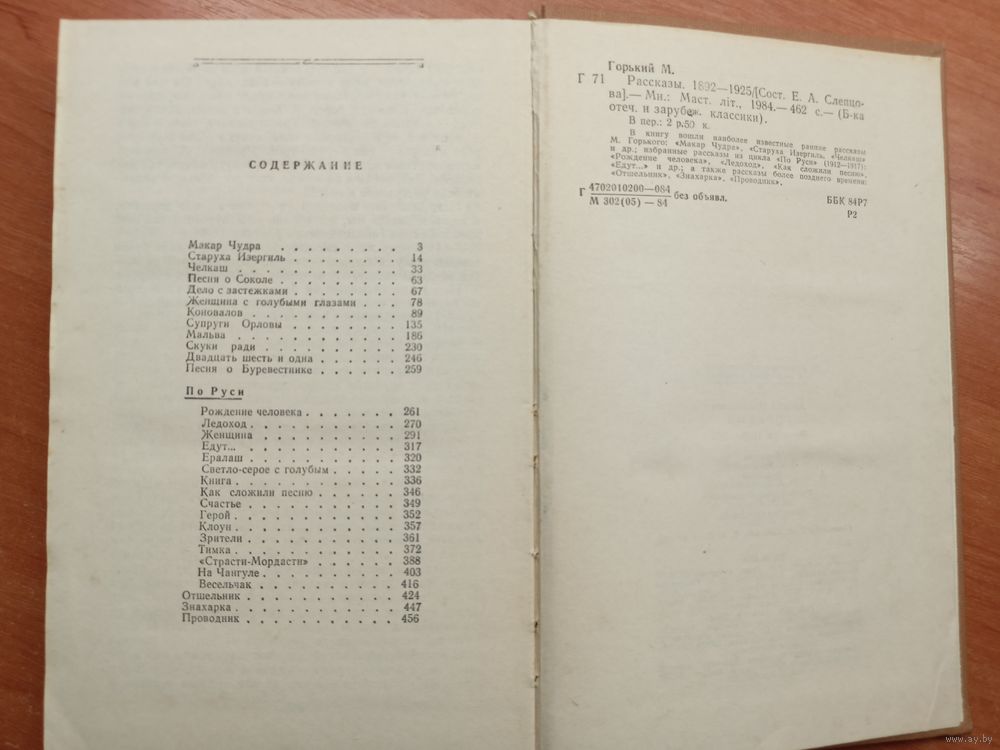 СОДЕРЖАНИЕ
Макар Чудра . . . . . . . . . 3
Старуха Изергиль . . . . . . . . 14
Челкаш . . . . . . . . . . . 33
Песня о Соколе . . . . . . . . . 63
Дело с застежками . . . . . . . . 67
Женщина с голубыми глазами . . . 78
Коновалов . . . . . . . . . . 89
Супруги Орловы . . . . . . . . 135
Мальва . . . . . . . . . . . 186
Скуки ради . . . . . . . . . . 230
Двадцать шесть и одна . . . . . . 246
Песня о Буревестнике . . . . . . 259
По Руси
Рождение человека . . . . . . . 261
Ледоход . . . . . . . . . . . 270
Женщина . . . . . . . . . . 291
Едут... . . . . . . . . . . . 317
Ералаш . . . . . . . . . . . 320
Светло-серое с голубым . . . . . 332
Книга . . . . . . . . . . . . 336
Как сложили песню . . . . . . 346
Счастье . . . . . . . . . . . 349
Герой . . . . . . . . . . . . 352
Клоун . . . . . . . . . . . . 357
Зрители . . . . . . . . . . . 361
Тимка . . . . . . . . . . . . 372
«Страсти-Мордасти» . . . . . . . 388
На Чангуле . . . . . . . . . . 403
Весельчак . . . . . . . . . . 416
Отшельник . . . . . . . . . . . 424
Знахарка . . . . . . . . . . . . 447
Проводник . . . . . . . . . . . 456
Горький М.
Г 71 Рассказы. 1892—1925/[Сост. Е. А. Слепцо-
ва].— Мн.: Маст. літ., 1984.— 462 с.— (Б-ка
отеч. и зарубеж. классики).
В пер.: 2 р.50 к.
В книгу вошли наиболее известные ранние рассказы
М. Горького: «Макар Чудра», «Старуха Изергиль», «Челкаш»
и др.; избранные рассказы из цикла «По Руси» (1912—1917):
«Рождение человека», «Ледоход», «Как сложили песню»,
«Едут...» и др.; а также рассказы более позднего времени:
«Отшельник», «Знахарка», «Проводник».
Г 4702010200—084 без объявл.
М 302(05) — 84
ББК 84Р7
Р2
www.ay.by